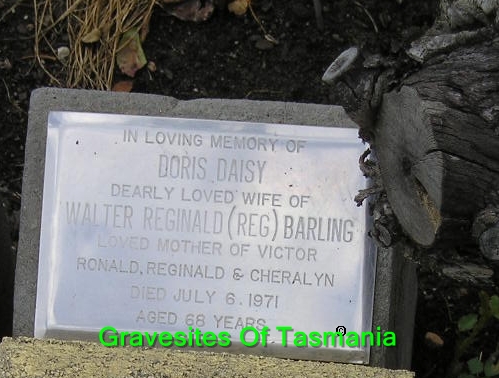 IN LOVING MEMORY OF
DORIS DAISY
DEARLY LOVED WIFE OF
WALTER REGINALD (REG) BARLING
LOVED MOTHER OF VICTOR
RONALD, REGINALD & CHERALYN
DIED JULY 6. 1971
AGED 68 YEARS
Gravesites Of Tasmania ©